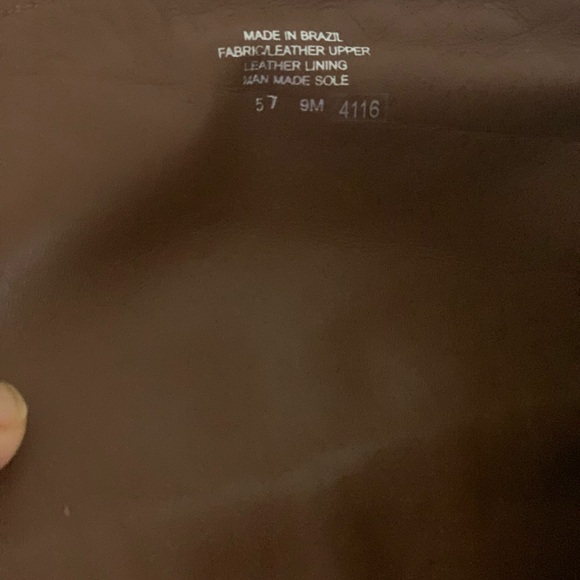 MADE IN BRAZIL
FABRIC/LEATHER UPPER
LEATHER LINING
MAN MADE SOLE
57 9M 4116